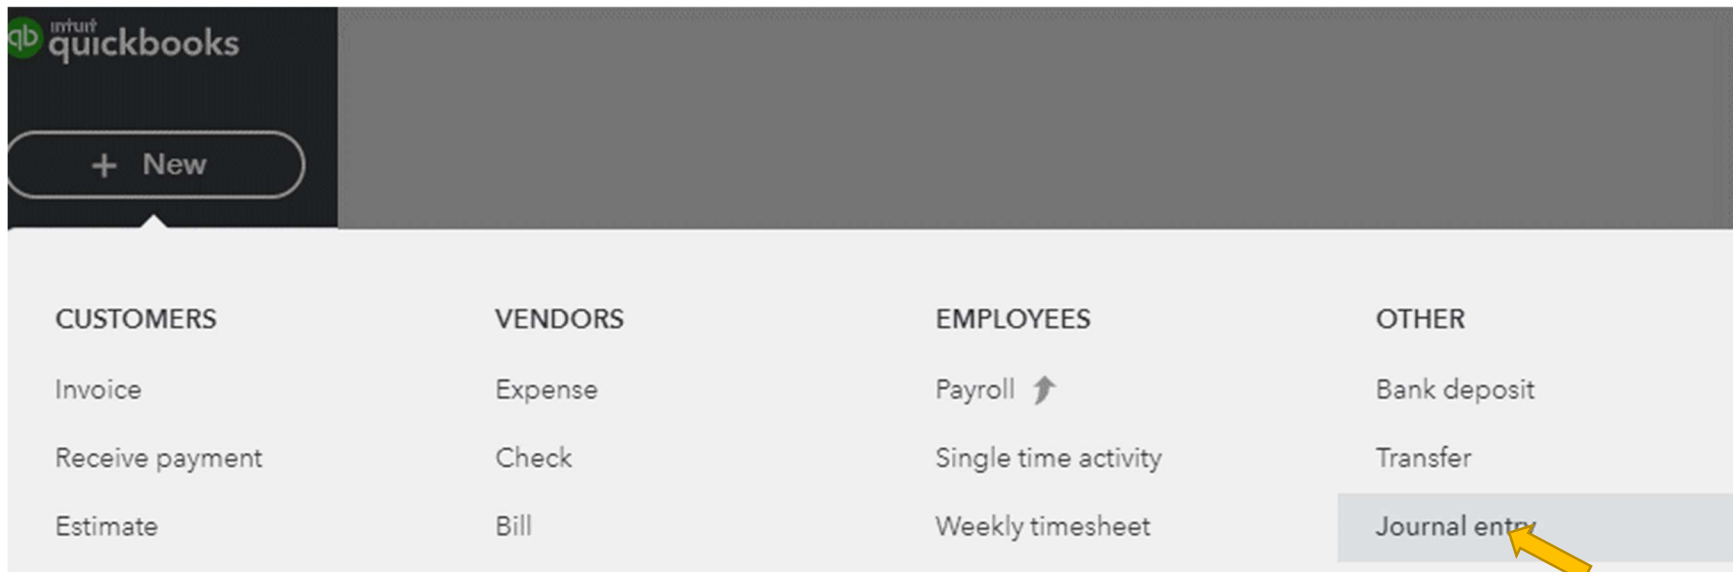 qb intuit quickbooks
+ New
CUSTOMERS
Invoice
Receive payment
Estimate
VENDORS
Expense
Check
Bill
EMPLOYEES
Payroll
Single time activity
Weekly timesheet
OTHER
Bank deposit
Transfer
Journal entry